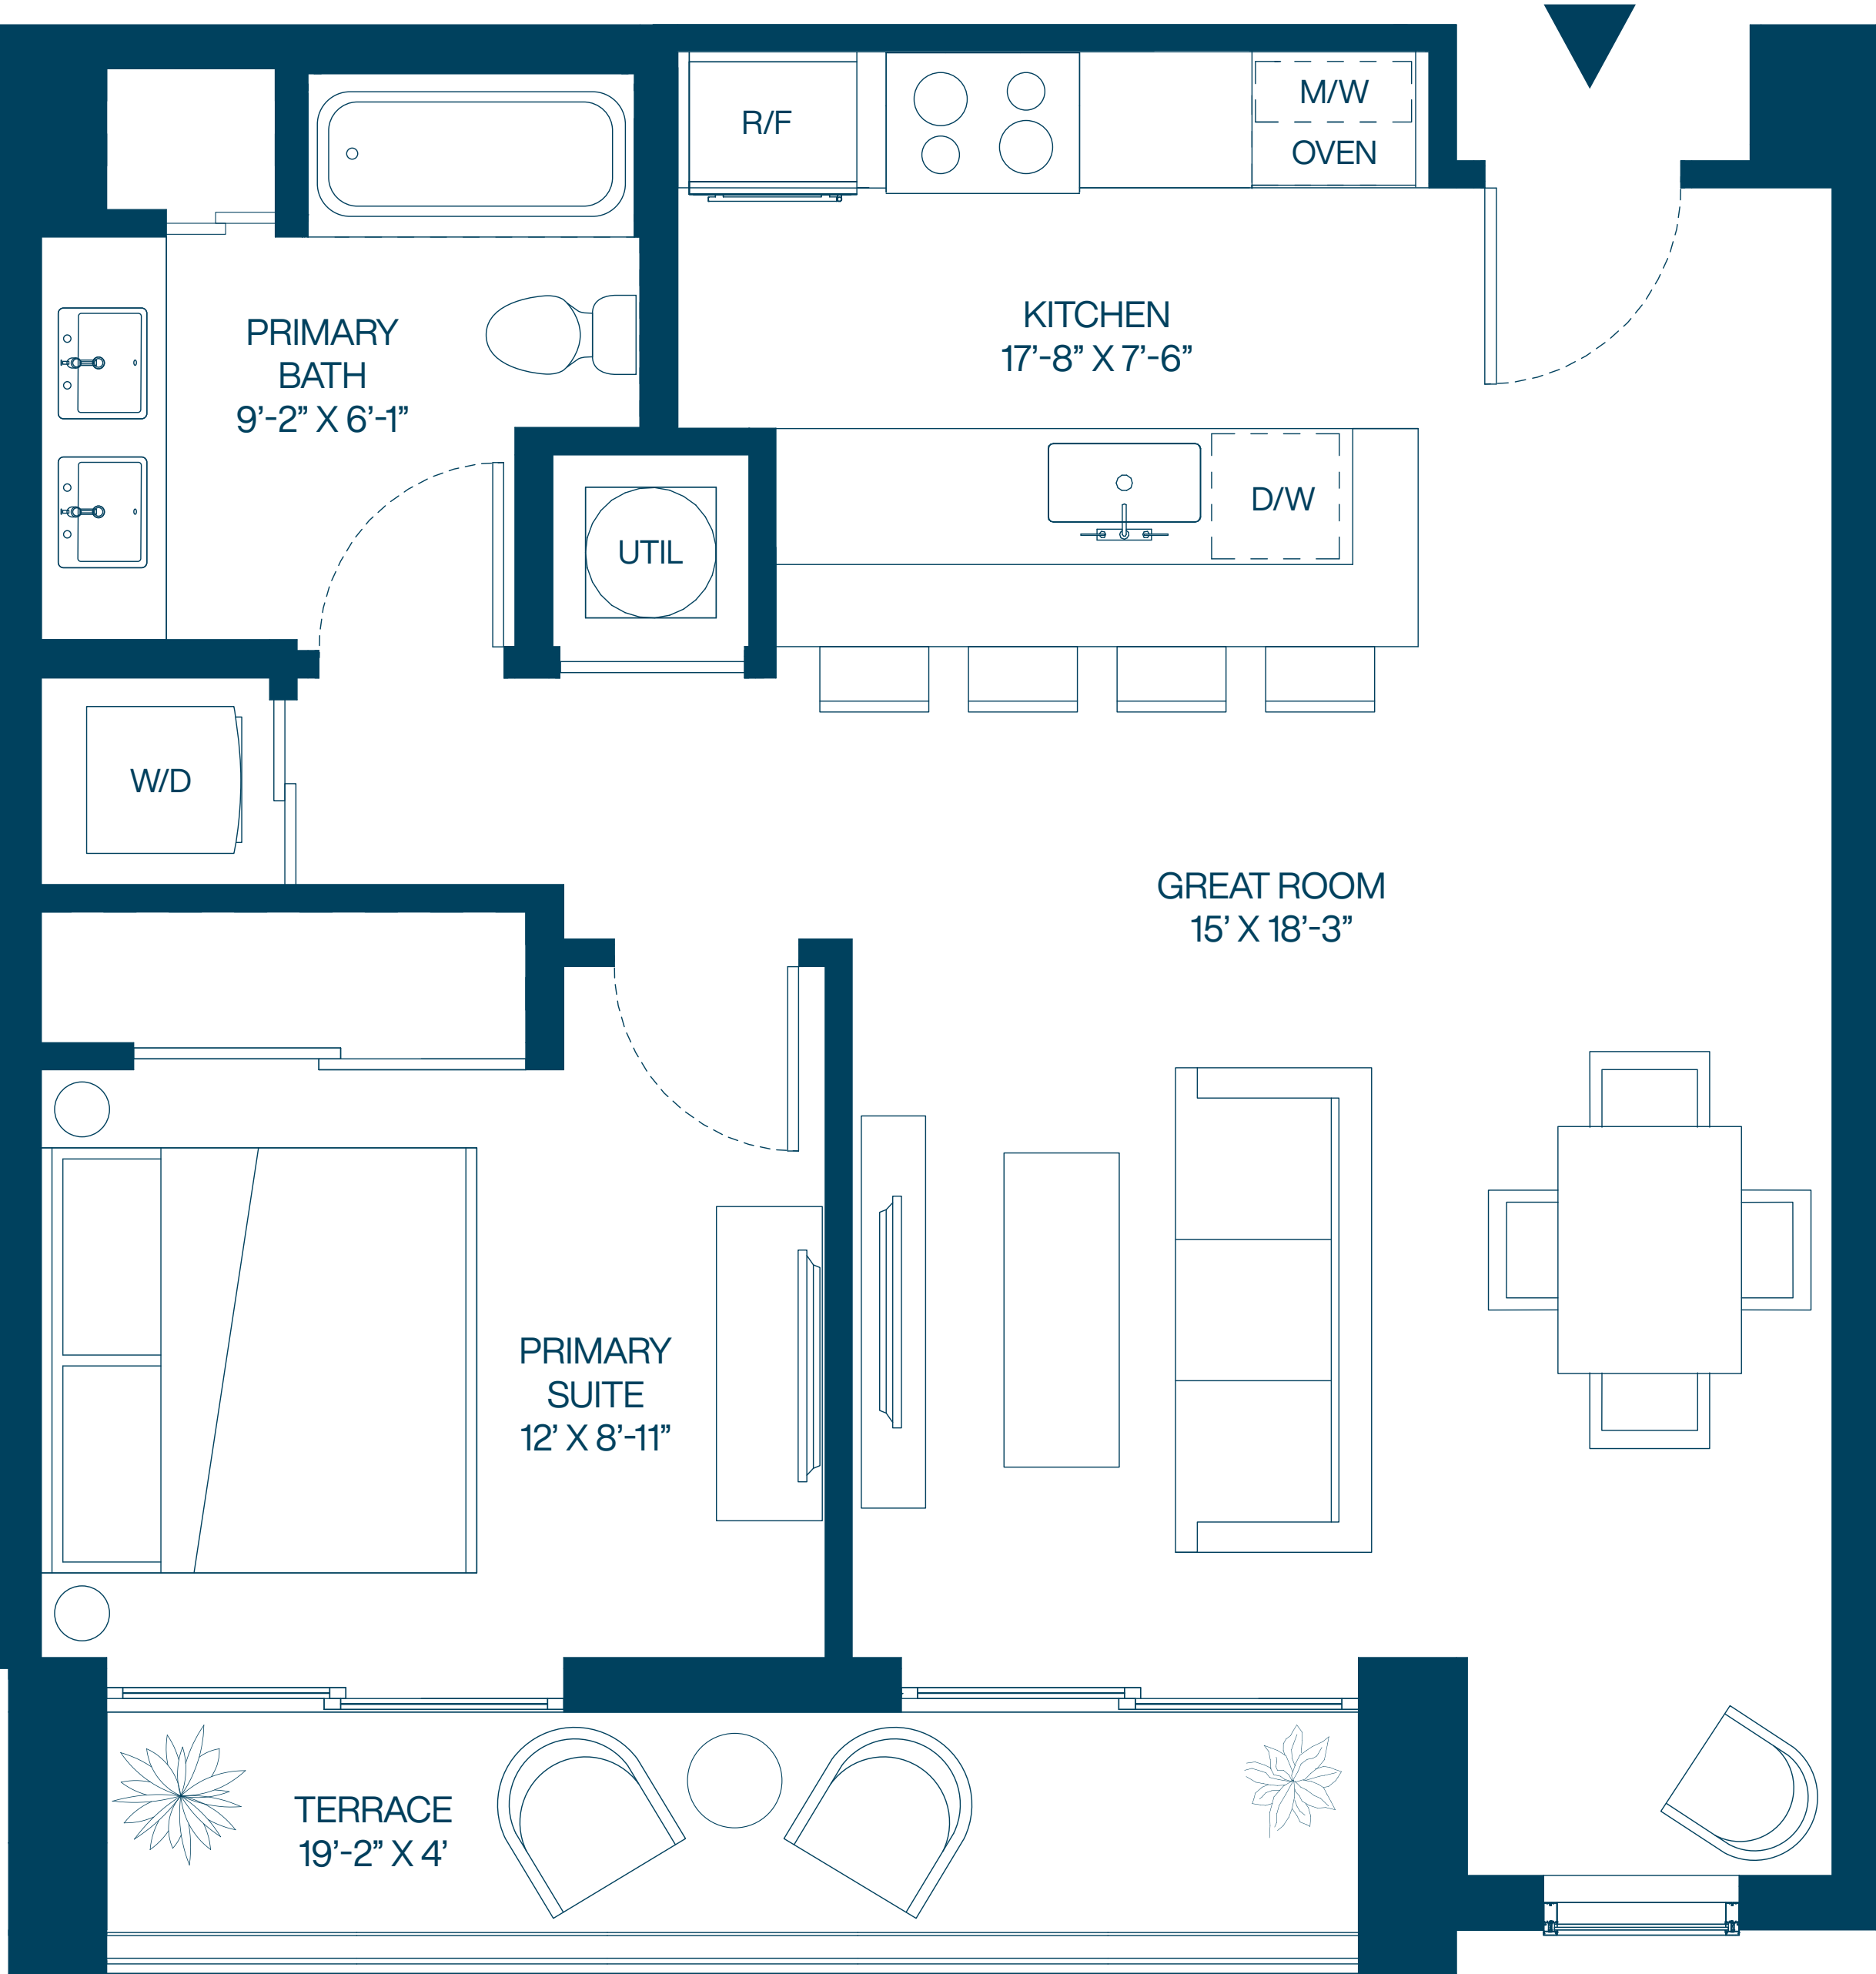 R/F
M/W
OVEN
PRIMARY
BATH
9’-2” X 6’-1”
KITCHEN
17’-8” X 7’-6”
D/W
UTIL
W/D
GREAT ROOM
15’ X 18’-3”
PRIMARY
SUITE
12’ X 8’-11”
TERRACE
19’-2” X 4’